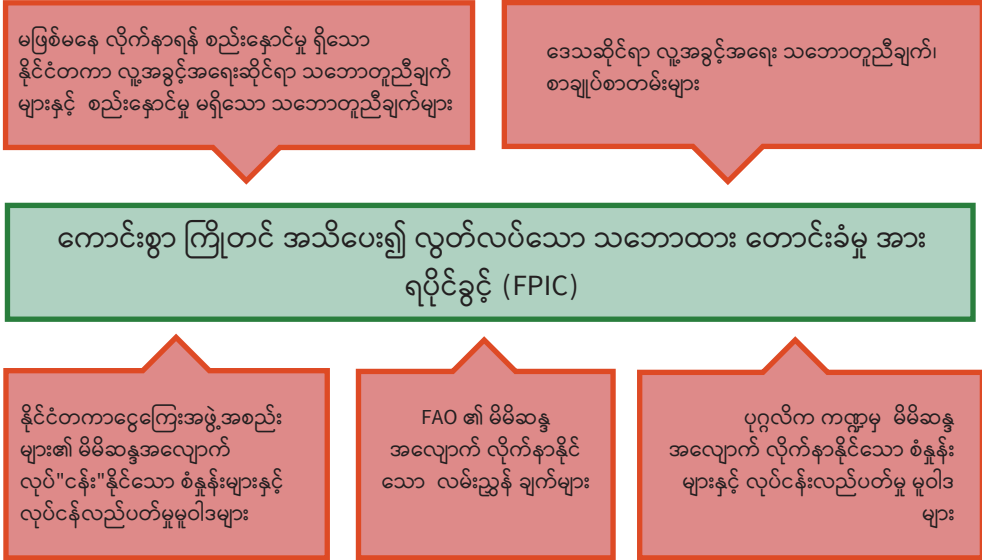 မဖြစ်မနေ လိုက်နာရန် စည်းနှောင်မှု ရှိသော
နိုင်ငံတကာ လူ့အခွင့်အရေးဆိုင်ရာ သဘောတူညီချက်
များနှင့် စည်းနှောင်မှု မရှိသော သဘောတူညီချက်များ
ဒေသဆိုင်ရာ လူ့အခွင့်အရေး သဘောတူညီချက်၊
စာချုပ်စာတမ်းများ
ကောင်းစွာ ကြိုတင် အသိပေး၍ လွတ်လပ်သော သဘောထား တောင်းခံမှု အား
ရပိုင်ခွင့် (FPIC)
နိုင်ငံတကာငွေကြေးအဖွဲ့အစည်း
များ၏ မိမိဆန္ဒအလျောက်
လုပ်"ငန်း"နိုင်သော စံနှုန်းများနှင့်
လုပ်ငန်လည်ပတ်မှုမူဝါဒများ
FAO ၏ မိမိဆန္ဒ
အလျောက် လိုက်နာနိုင်
သော လမ်းညွှန် ချက်များ
ပုဂ္ဂလိက ကဏ္ဍမှ မိမိဆန္ဒ
အလျောက် လိုက်နာနိုင်သော စံနှုန်း
များနှင့် လုပ်ငန်းလည်ပတ်မှု မူဝါဒ
များ